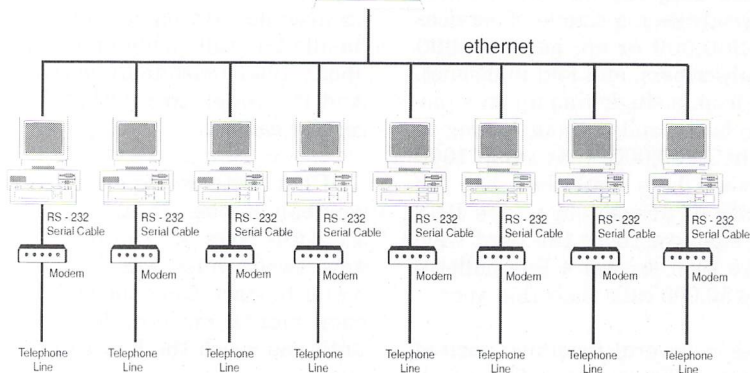 ethernet
RS - 232
Serial Cable
RS - 232
Serial Cable
RS - 232
Serial Cable
RS - 232
Serial Cable
RS - 232
Serial Cable
RS - 232
Serial Cable
RS - 232
Serial Cable
RS - 232
Serial Cable
Modem
Modem
Modem
Modem
Modem
Modem
Modem
Modem
Telephone
Line
Telephone
Line
Telephone
Line
Telephone
Line
Telephone
Line
Telephone
Line
Telephone
Line
Telephone
Line